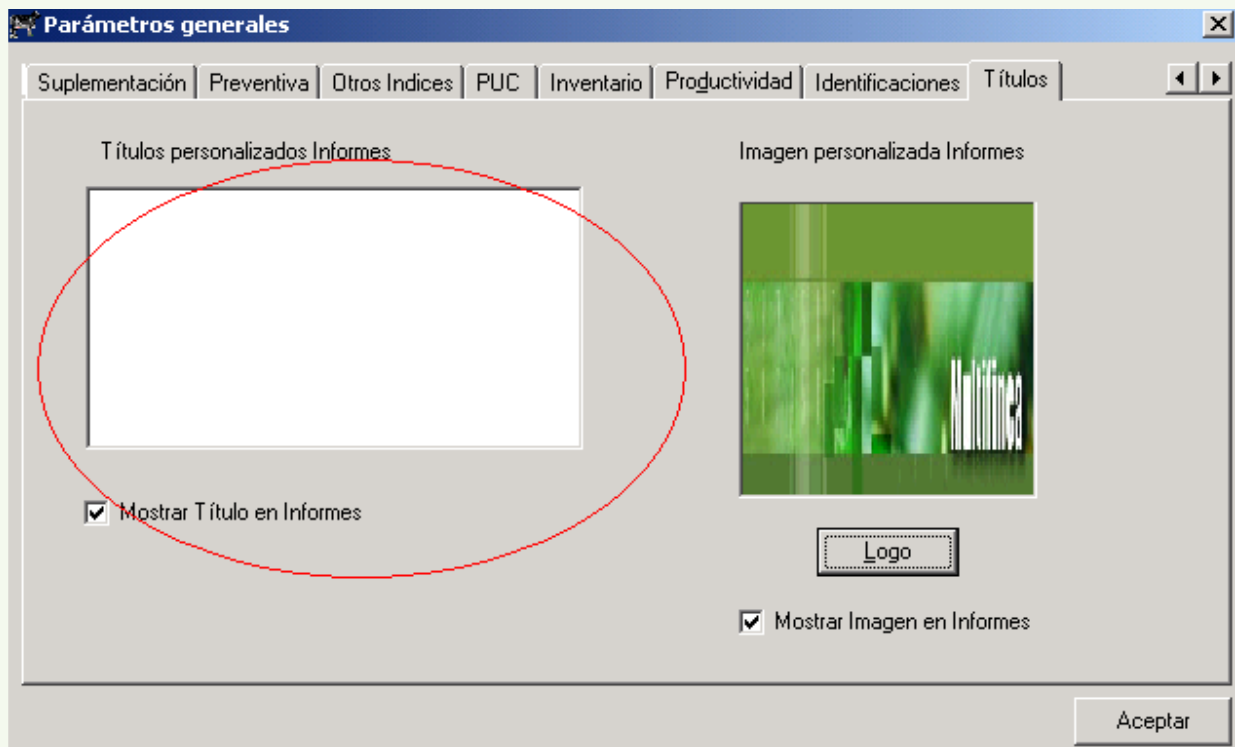 Parámetros generales
Suplementación Preventiva Otros Indices PUC Inventario Productividad Identificaciones Títulos
Títulos personalizados Informes
Imagen personalizada Informes
Multifinca
Mostrar Título en Informes
Logo
Mostrar Imagen en Informes
Aceptar